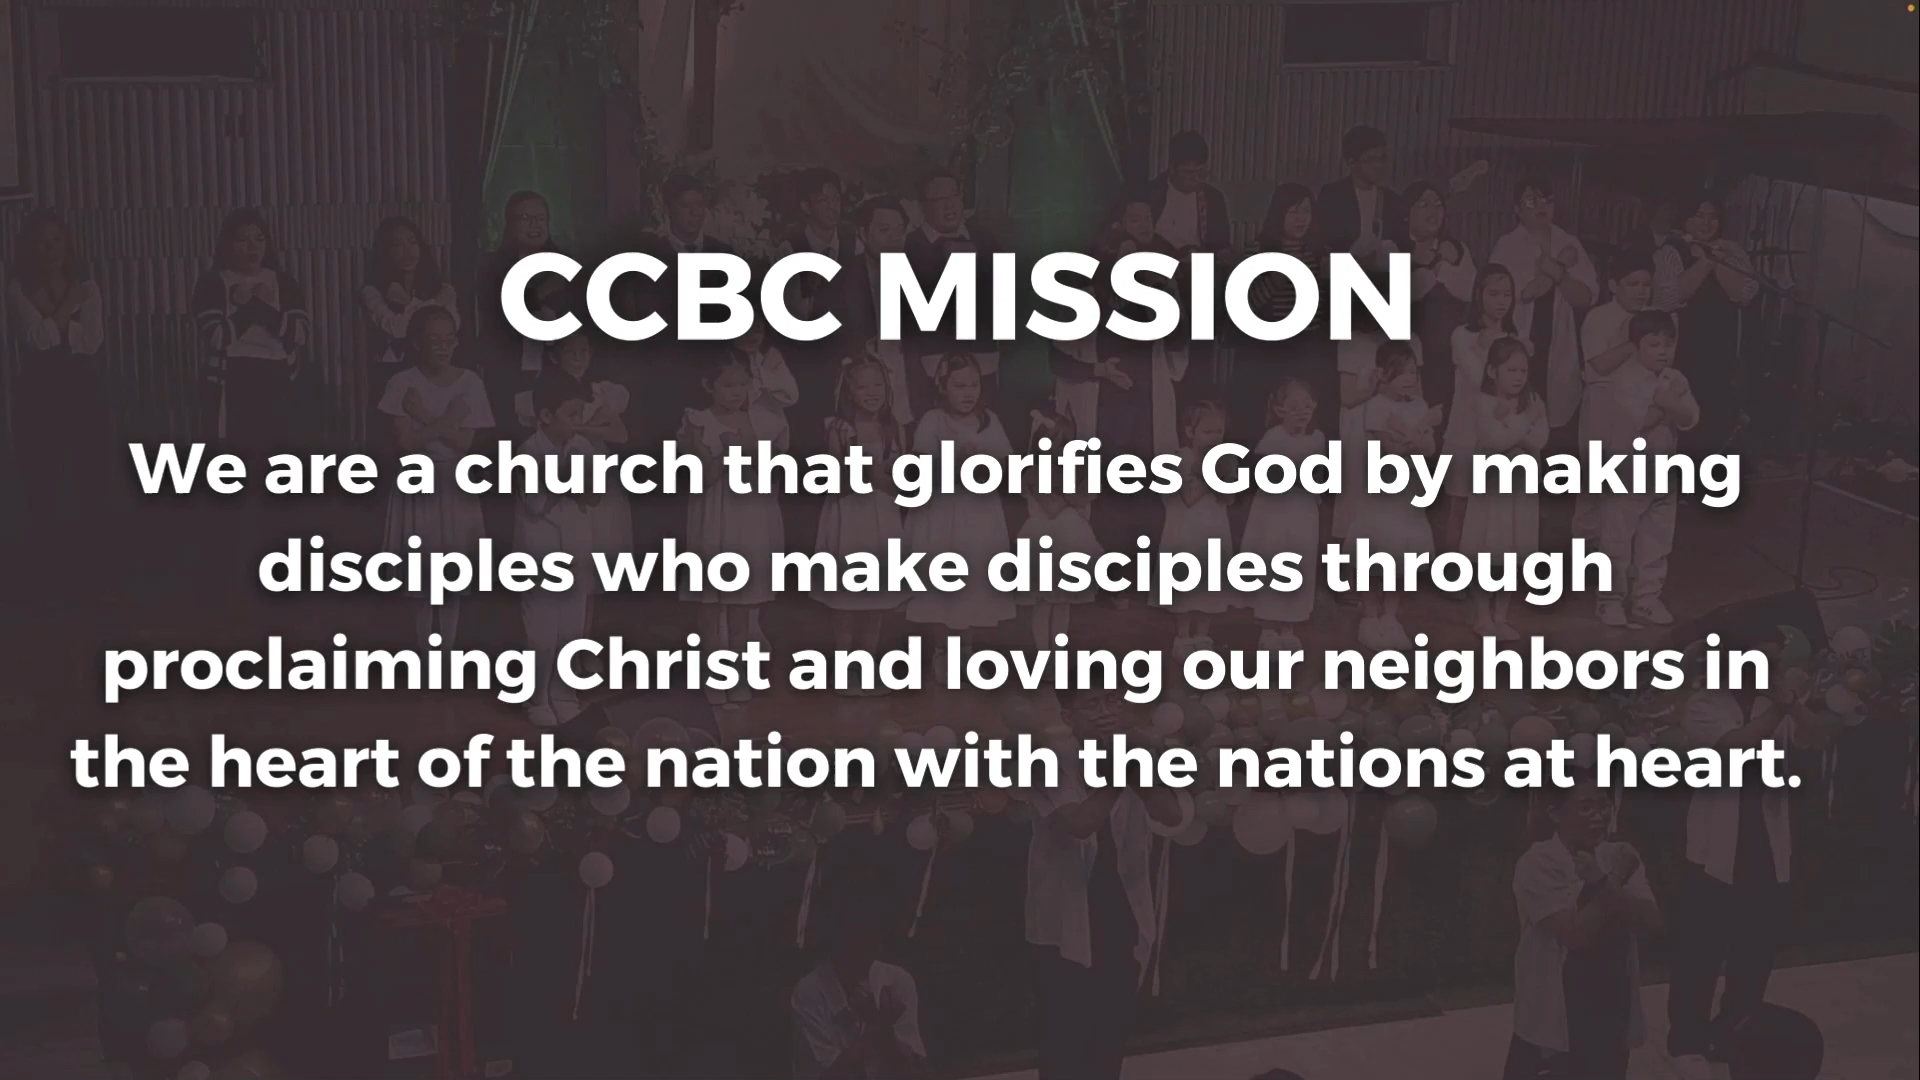 CCBC MISSION
We are a church that glorifies God by making
disciples who make disciples through
proclaiming Christ and loving our neighbors in
the heart of the nation with the nations at heart.